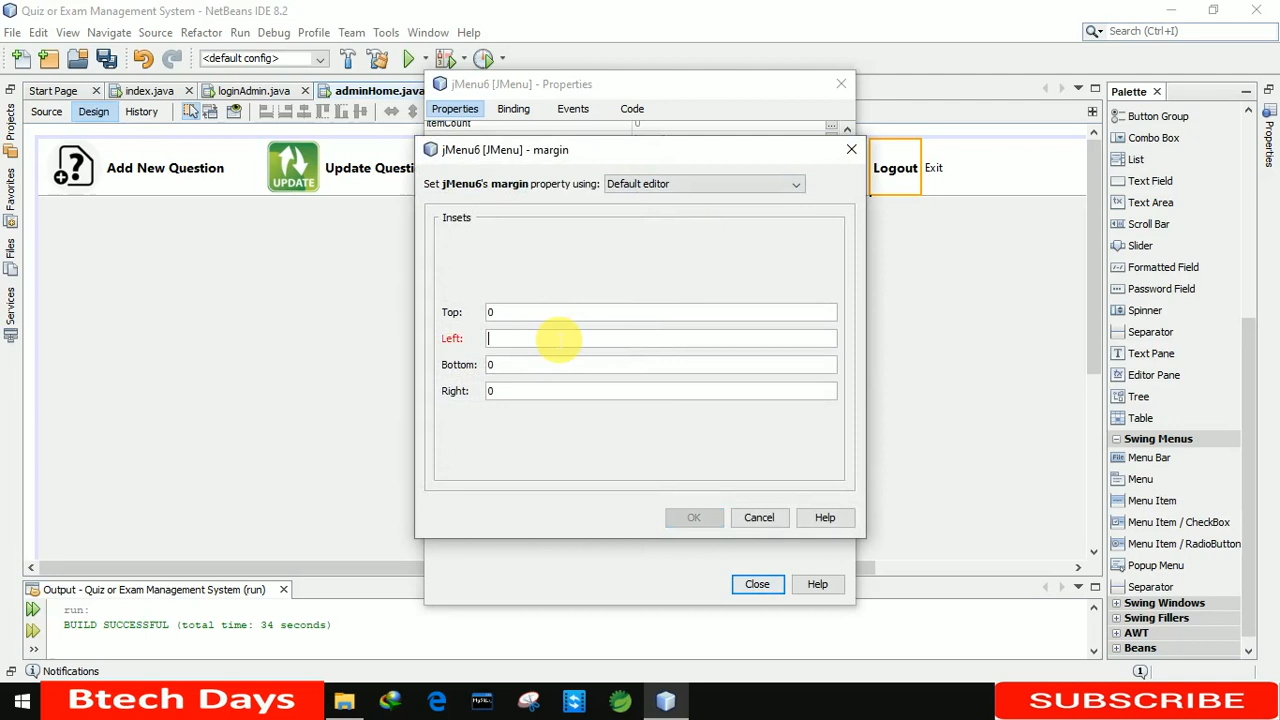 Quiz or Exam Management System - NetBeans IDE 8.2
File Edit View Navigate Source Refactor Run Debug Profile Team Tools Window Help
Search (Ctrl+I)
<default config>
jMenu6 [JMenu] - Properties
Start Page index.java loginAdmin.java adminHome.java
Palette
Properties Binding Events Code
Source Design History
itemCount 0
jMenu6 [JMenu] - margin
Add New Question
UPDATE
Update Questi
Logout Exit
Set jMenu6's margin property using: Default editor
Insets
Top: 0
Left:
Bottom: 0
Right: 0
OK Cancel Help
Close Help
Projects
Favorites
Files
Services
Button Group
Combo Box
List
Text Field
Text Area
Scroll Bar
Slider
Formatted Field
Password Field
Spinner
Separator
Text Pane
Editor Pane
Tree
Table
Swing Menus
Menu Bar
Menu
Menu Item
Menu Item / CheckBox
Menu Item / RadioButton
Popup Menu
Separator
Swing Windows
Swing Fillers
AWT
Beans
Properties
Output - Quiz or Exam Management System (run)
run:
BUILD SUCCESSFUL (total time: 34 seconds)
Notifications
Btech Days
SUBSCRIBE